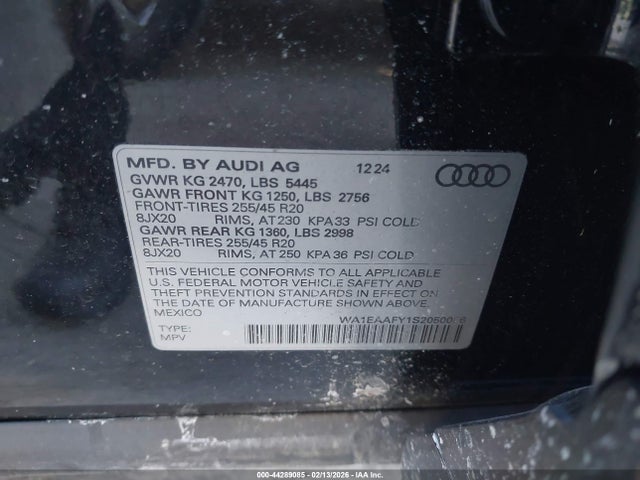 MFD. BY AUDI AG 12 24
GVWR KG 2470, LBS 5445
GAWR FRONT KG 1250, LBS 2756
FRONT-TIRES 255/45 R20
8JX20 RIMS, AT 230 KPA 33 PSI COLD
GAWR REAR KG 1360, LBS 2998
REAR-TIRES 255/45 R20
8JX20 RIMS, AT 250 KPA 36 PSI COLD
THIS VEHICLE CONFORMS TO ALL APPLICABLE
U.S. FEDERAL MOTOR VEHICLE SAFETY AND
THEFT PREVENTION STANDARDS IN EFFECT ON
THE DATE OF MANUFACTURE SHOWN ABOVE.
MEXICO
TYPE:
MPV
000-44289085 - 02/13/2026 - IAA Inc.